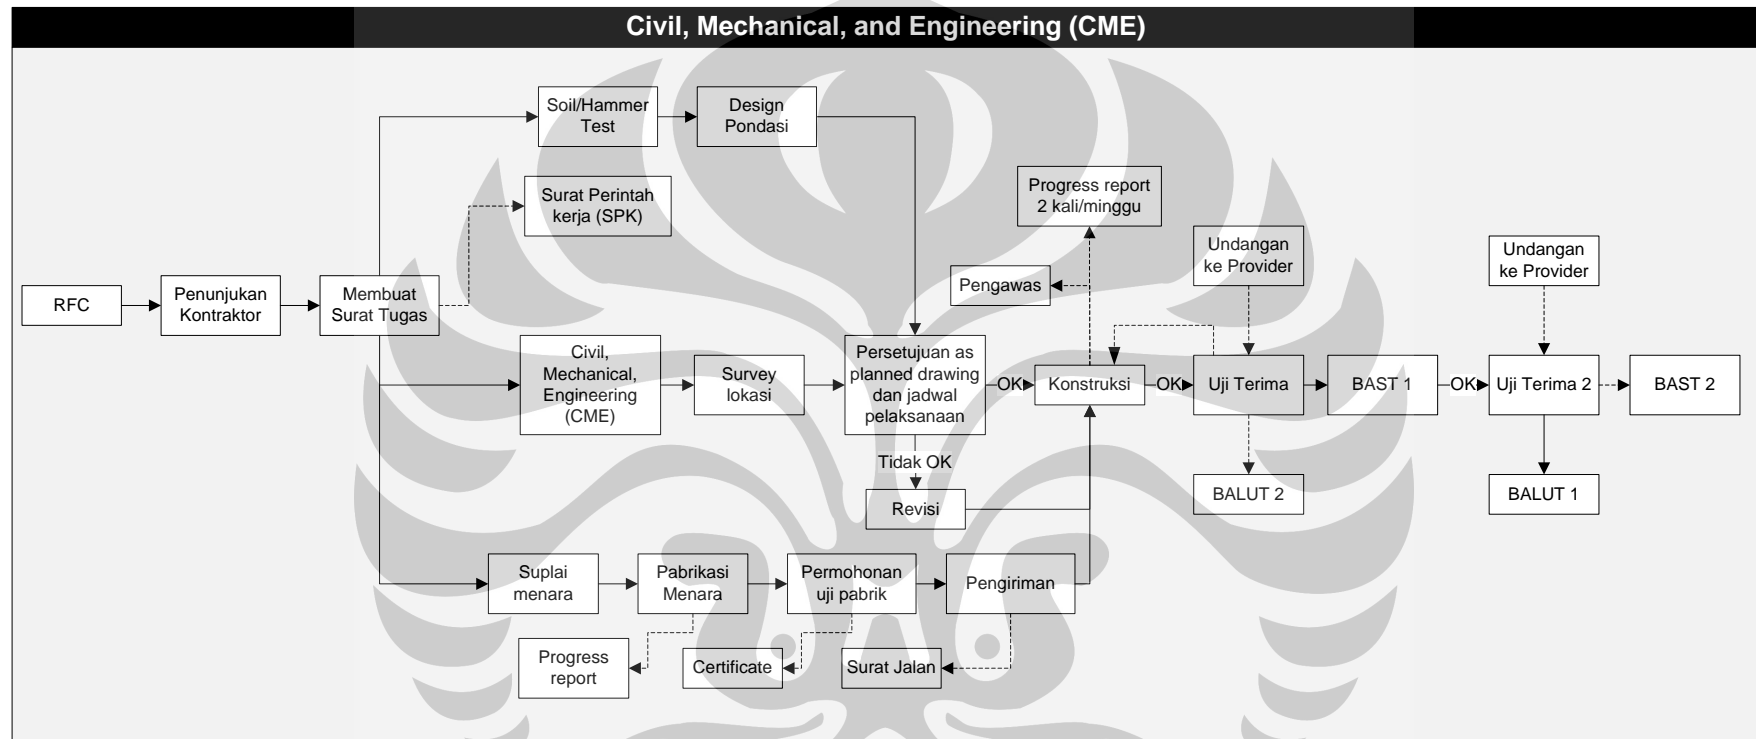 Civil, Mechanical, and Engineering (CME)
Soil/Hammer
Test
Design
Pondasi
Surat Perintah
kerja (SPK)
Progress report
2 kali/minggu
Undangan
ke Provider
Undangan
ke Provider
Pengawas
RFC
Penunjukan
Kontraktor
Membuat
Surat Tugas
Civil,
Mechanical,
Engineering
(CME)
Survey
lokasi
Persetujuan as
planned drawing
dan jadwal
pelaksanaan
OK
Konstruksi
OK
Uji Terima
BAST 1
OK
Uji Terima 2
BAST 2
Tidak OK
Revisi
BALUT 2
BALUT 1
Suplai
menara
Pabrikasi
Menara
Permohonan
uji pabrik
Pengiriman
Progress
report
Certificate
Surat Jalan